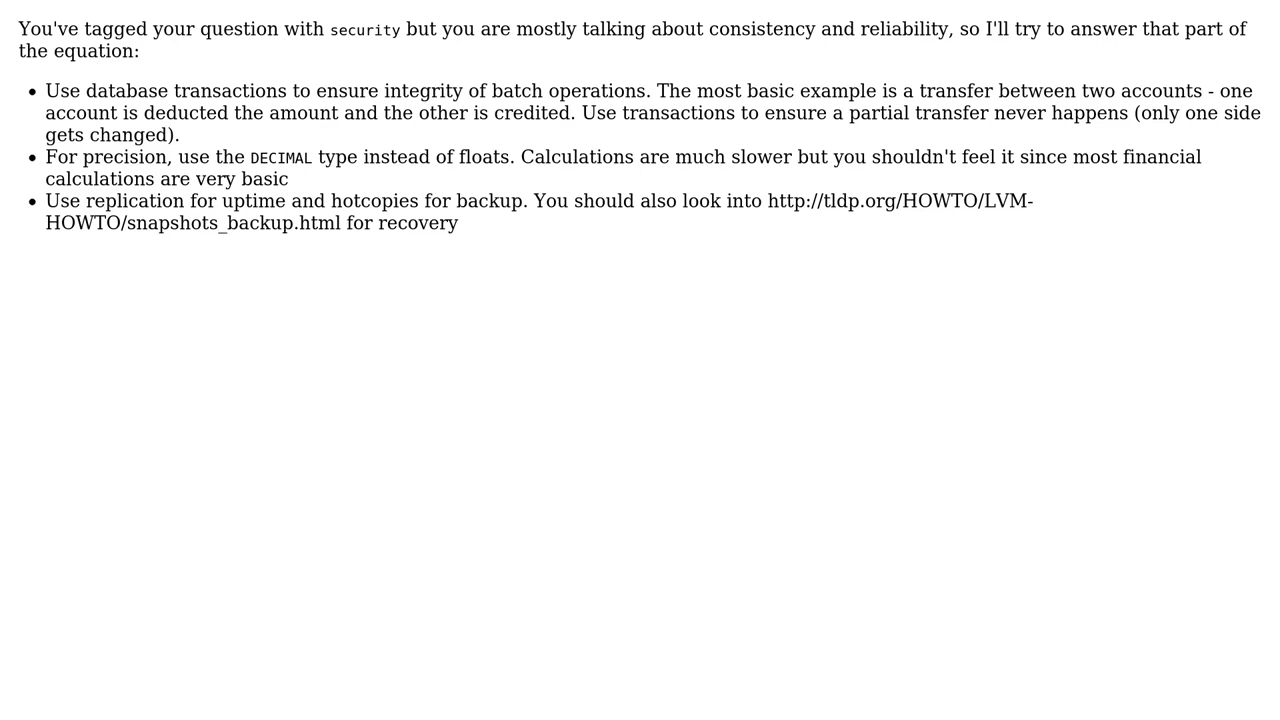 You've tagged your question with security but you are mostly talking about consistency and reliability, so I'll try to answer that part of
the equation:
• Use database transactions to ensure integrity of batch operations. The most basic example is a transfer between two accounts - one
account is deducted the amount and the other is credited. Use transactions to ensure a partial transfer never happens (only one side
gets changed).
• For precision, use the DECIMAL type instead of floats. Calculations are much slower but you shouldn't feel it since most financial
calculations are very basic
• Use replication for uptime and hotcopies for backup. You should also look into http://tldp.org/HOWTO/LVM-
HOWTO/snapshots_backup.html for recovery